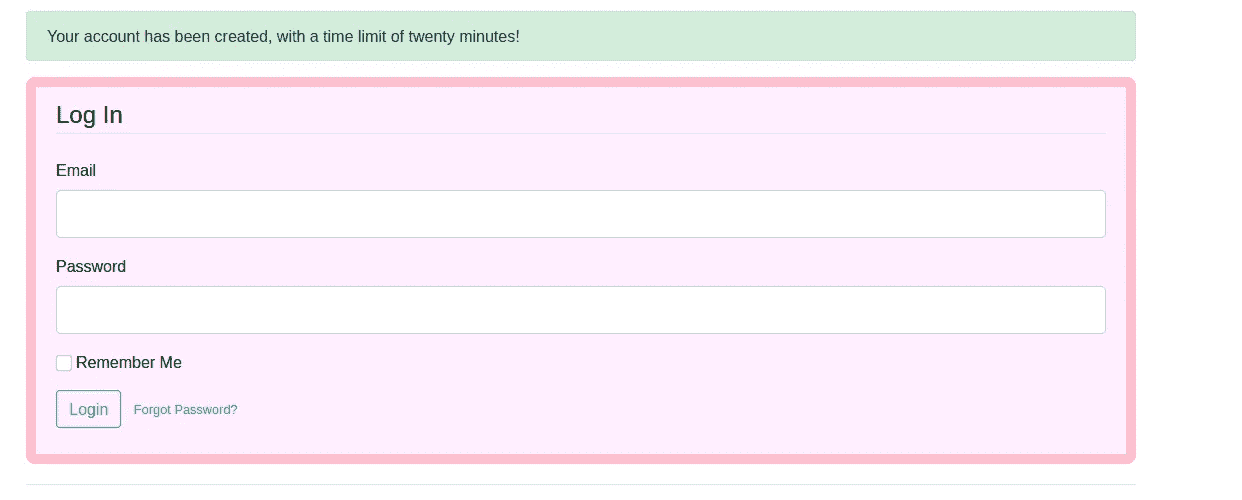 Your account has been created, with a time limit of twenty minutes!
Log In
Email
Password
Remember Me
Login Forgot Password?